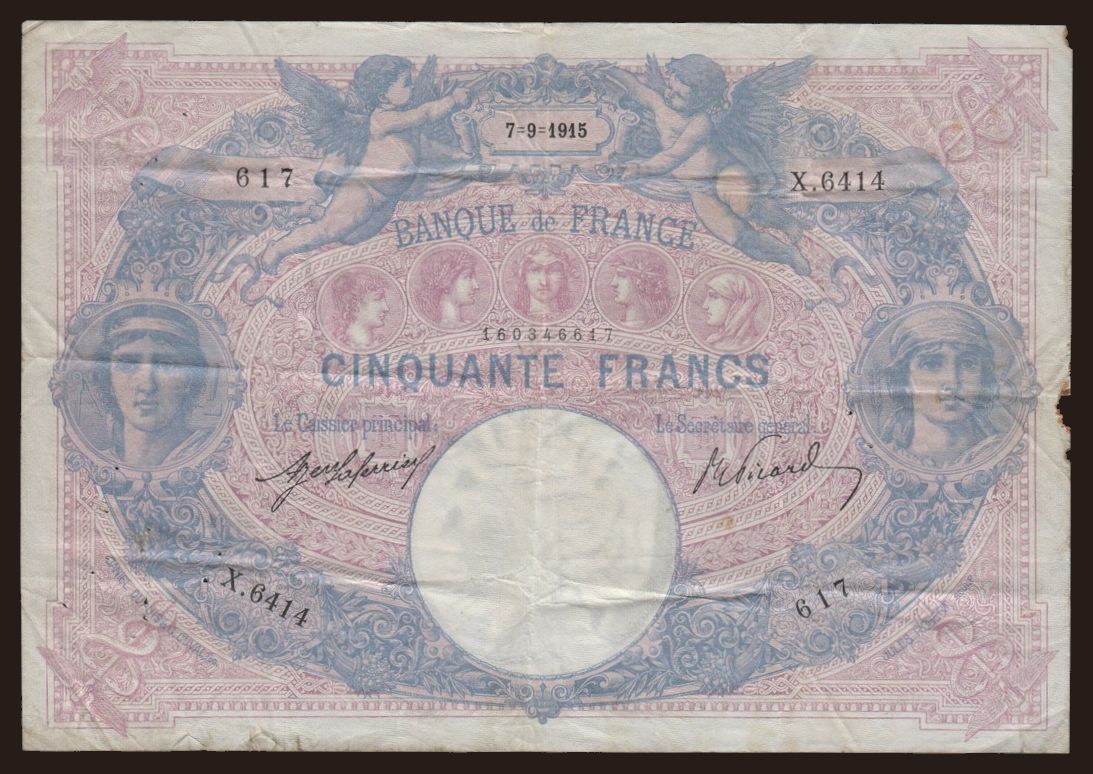 7=9=1915
617 X.6414
BANQUE de FRANCE
160346617
CINQUANTE FRANCS
Le Caissier principal, Le Secrétaire général,
X.6414 617